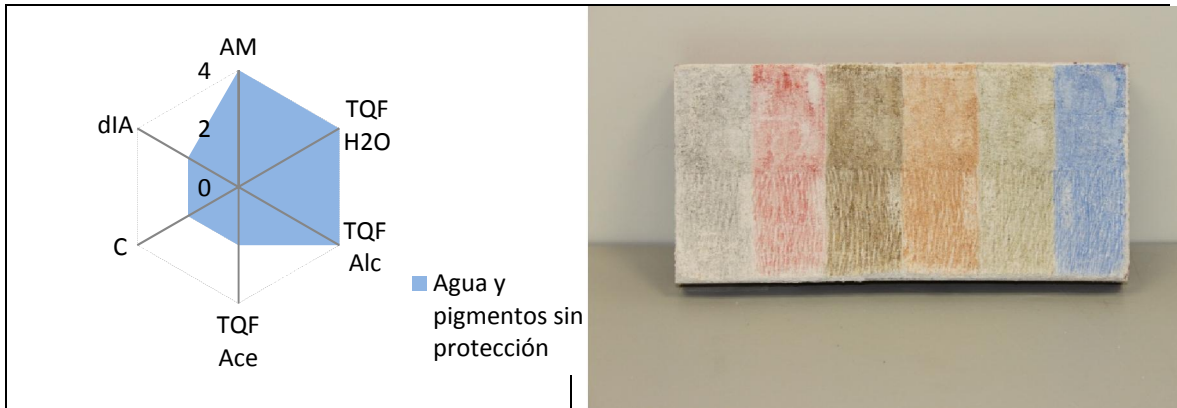 AM
4
TQF
H2O
dIA
2
0
C
TQF
Alc
TQF
Ace
Agua y
pigmentos sin
protección